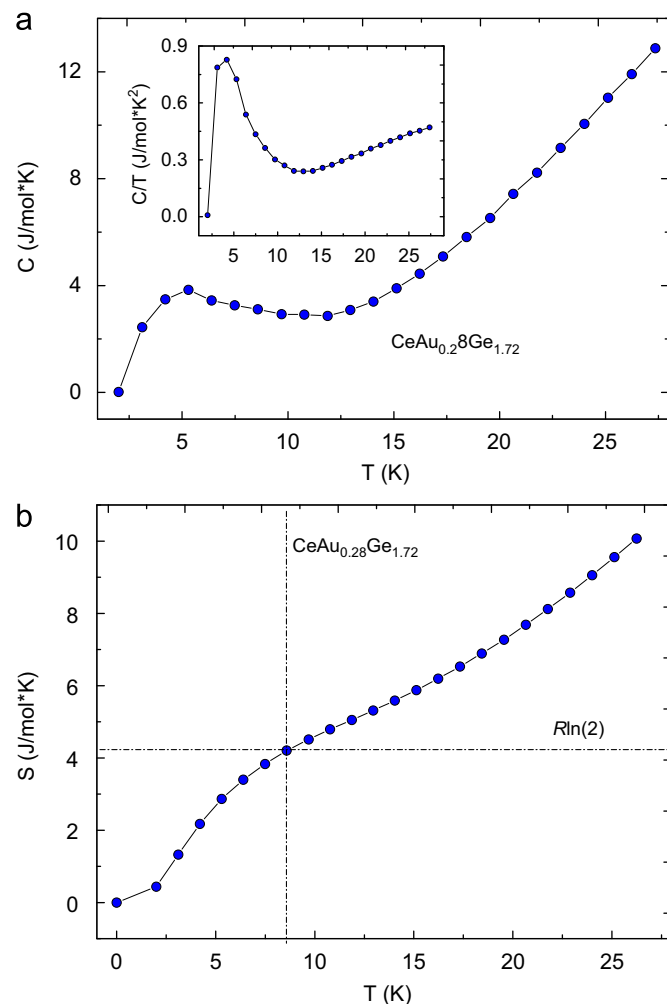 a
C (J/mol*K)
12
8
4
0
C/T (J/mol*K²)
0.9
0.6
0.3
0.0
5 10 15 20 25
CeAu₀.₂8Ge₁.₇₂
5 10 15 20 25
T (K)
b
S (J/mol*K)
10
8
6
4
2
0
CeAu₀.₂₈Ge₁.₇₂
Rln(2)
0 5 10 15 20 25
T (K)